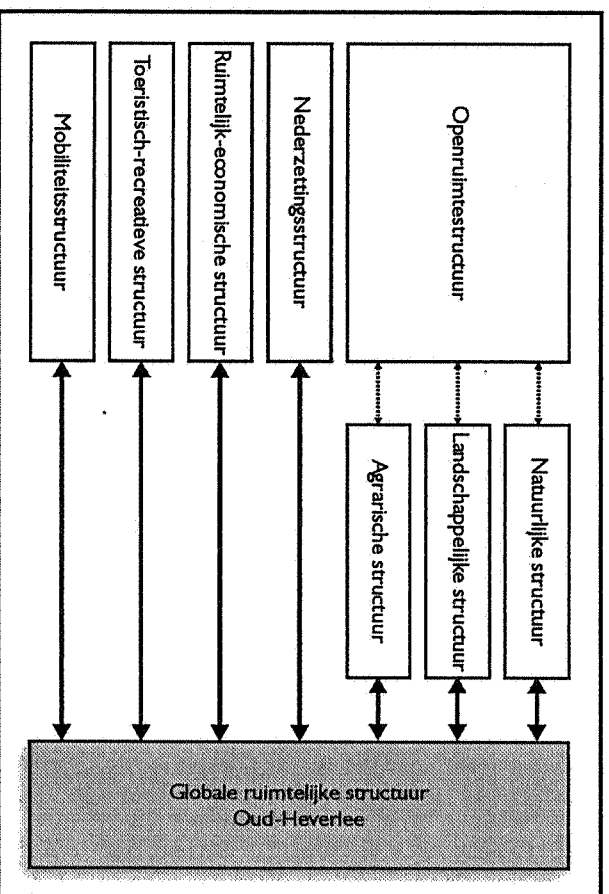 Mobiliteitsstructuur
Toeristisch-recreatieve structuur
Ruimtelijk-economische structuur
Nederzettingsstructuur
Openruimtestructuur
Agrarische structuur
Landschappelijke structuur
Natuurlijke structuur
Globale ruimtelijke structuur
Oud-Heverlee